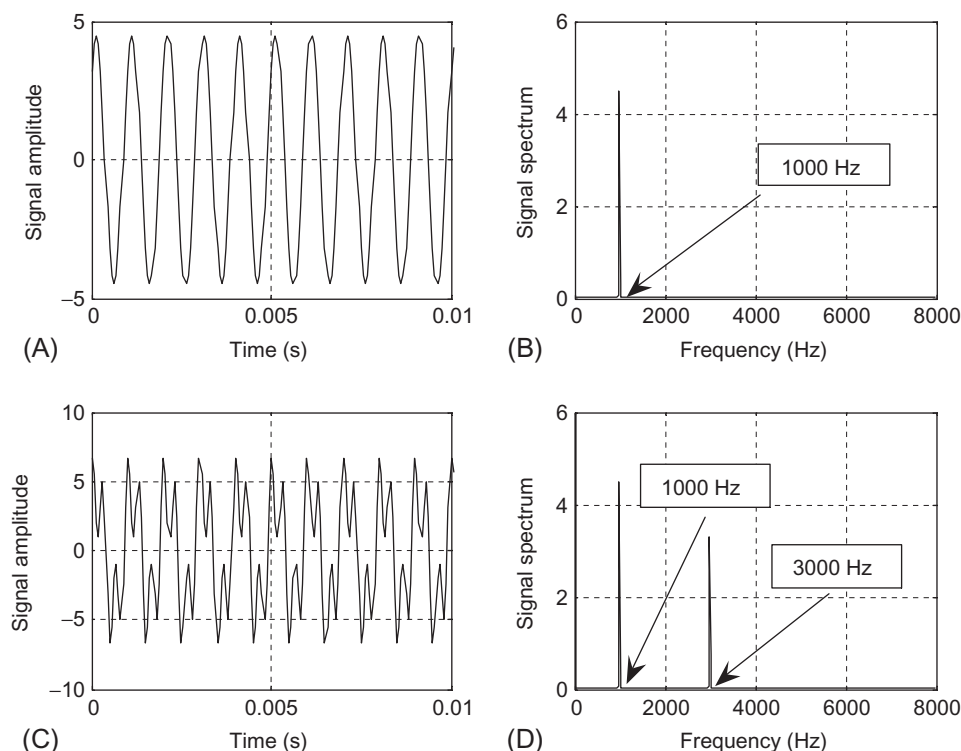 5
0
–5
Signal amplitude
0
0.005
0.01
Time (s)
(A)
6
4
2
0
Signal spectrum
1000 Hz
0
2000
4000
6000
8000
Frequency (Hz)
(B)
10
5
0
–5
–10
Signal amplitude
0
0.005
0.01
Time (s)
(C)
6
4
2
0
Signal spectrum
1000 Hz
3000 Hz
0
2000
4000
6000
8000
Frequency (Hz)
(D)